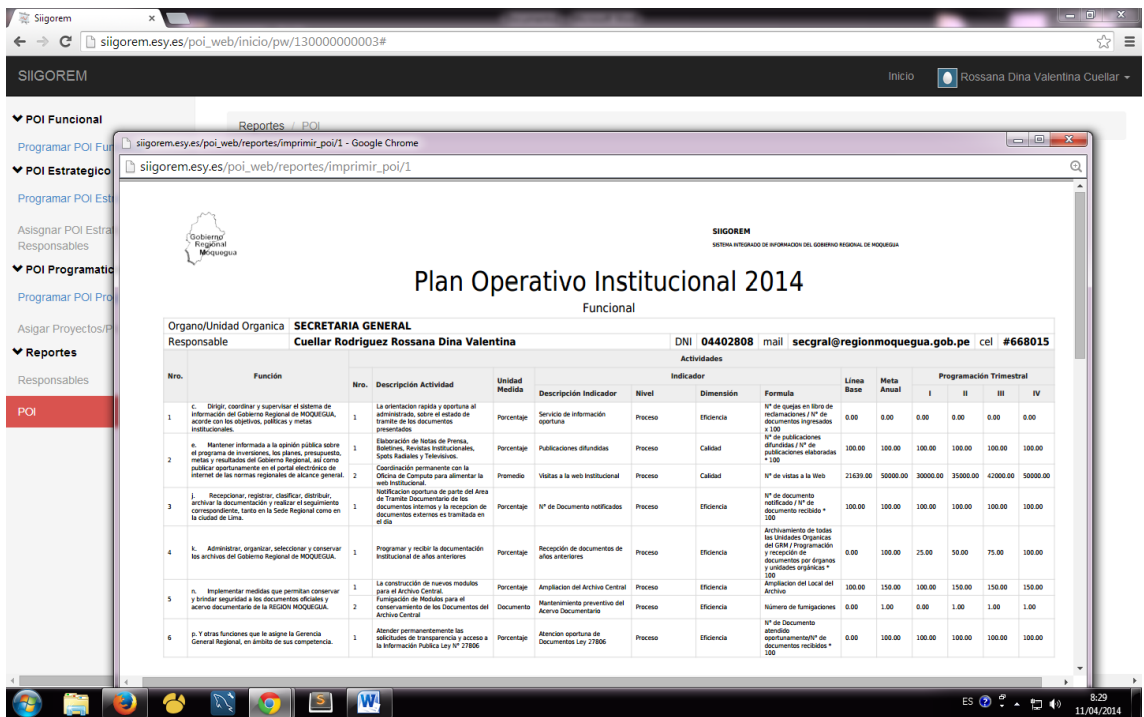 Siigorem
siigorem.esy.es/poi_web/inicio/pw/130000000003#
SIIGOREM
Inicio
Rossana Dina Valentina Cuellar
POI Funcional
Programar POI Fun
POI Estrategico
Programar POI Estr
Asisgnar POI Estrat
Responsables
POI Programatic
Programar POI Pro
Asigar Proyectos/P
Reportes
Responsables
POI
Reportes / POI
siigorem.esy.es/poi_web/reportes/imprimir_poi/1 - Google Chrome
siigorem.esy.es/poi_web/reportes/imprimir_poi/1
Gobierno
Regional
Moquegua
SIIGOREM
SISTEMA INTEGRADO DE INFORMACION DEL GOBIERNO REGIONAL DE MOQUEGUA
Plan Operativo Institucional 2014
Funcional
Organo/Unidad Organica SECRETARIA GENERAL
Responsable Cuellar Rodriguez Rossana Dina Valentina DNI 04402808 mail secgral@regionmoquegua.gob.pe cel #668015
Nro. Función Actividades
Nro. Descripción Actividad Unidad Medida Indicador Línea Base Meta Anual Programación Trimestral
Descripción Indicador Nivel Dimensión Formula I II III IV
1 c. Dirigir, coordinar y supervisar el sistema de
información del Gobierno Regional de MOQUEGUA,
acorde con los objetivos, políticas y metas
institucionales.
1 La orientacion rapida y oportuna al
administrado, sobre el estado de
tramite de los documentos
presentados
Porcentaje
Servicio de información
oportuna
Proceso Eficiencia
N° de quejas en libro de
reclamaciones / N° de
documentos ingresados
x 100
0.00 0.00 0.00 0.00 0.00 0.00
2 e. Mantener informada a la opinión pública sobre
el programa de inversiones, los planes, presupuesto,
metas y resultados del Gobierno Regional, así como
publicar oportunamente en el portal electrónico de
internet de las normas regionales de alcance general.
1 Elaboración de Notas de Prensa,
Boletines, Revistas Institucionales,
Spots Radiales y Televisivos.
Porcentaje Publicaciones difundidas Proceso Calidad
N° de publicaciones
difundidas / N° de
publicaciones elaboradas
* 100
100.00 100.00 100.00 100.00 100.00 100.00
2 Coordinación permanente con la
Oficina de Computo para alimentar la
web Institucional.
Promedio Visitas a la web Institucional Proceso Calidad N° de vistas a la Web 21639.00 50000.00 30000.00 35000.00 42000.00 50000.00
3 j. Recepcionar, registrar, clasificar, distribuir,
archivar la documentación y realizar el seguimiento
correspondiente, tanto en la Sede Regional como en
la ciudad de Lima.
1 Notificacion oportuna de parte del Area
de Tramite Documentario de los
documentos internos y la recepcion de
documentos externos es tramitada en
el dia
Porcentaje N° de Documento notificados Proceso Eficiencia
N° de documento
notificado / N° de
documento recibido *
100
100.00 100.00 100.00 100.00 100.00 100.00
4 k. Administrar, organizar, seleccionar y conservar
los archivos del Gobierno Regional de MOQUEGUA.
1 Programar y recibir la documentación
Institucional de años anteriores
Porcentaje
Recepción de documentos de
años anteriores
Proceso Eficiencia
Archivamiento de todas
las Unidades Organicas
del GRM / Programación
y recepción de
documentos por órganos
y unidades orgánicas *
100
0.00 100.00 25.00 50.00 75.00 100.00
5 n. Implementar medidas que permitan conservar
y brindar seguridad a los documentos oficiales y
acervo documentario de la REGION MOQUEGUA.
1 La construcción de nuevos modulos
para el Archivo Central.
Porcentaje Ampliacion del Archivo Central Proceso Eficiencia
Ampliacion del Local del
Archivo
100.00 150.00 100.00 150.00 150.00 150.00
2 Fumigación de Modulos para el
conservamiento de los Documentos del
Archivo Central
Documento
Mantenimiento preventivo del
Acervo Documentario
Proceso Eficiencia Número de fumigaciones 0.00 1.00 0.00 1.00 1.00 1.00
6 p. Y otras funciones que le asigne la Gerencia
General Regional, en ámbito de sus competencia.
1 Atender permanentemente las
solicitudes de transparencia y acceso a
la Información Publica Ley N° 27806
Porcentaje
Atencion oportuna de
Documentos Ley 27806
Proceso Eficiencia
N° de Documento
atendido
oportunamente/N° de
documentos recibidos *
100
0.00 100.00 100.00 100.00 100.00 100.00
ES
8:29
11/04/2014